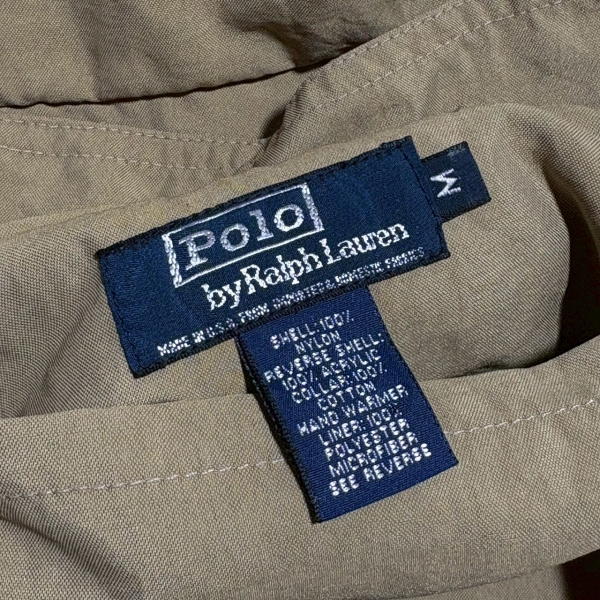 Polo
by Ralph Lauren
MADE IN U.S.A. FROM IMPORTED & DOMESTIC FABRICS
M
SHELL: 100%
NYLON
REVERSE SHELL:
100% ACRYLIC
COLLAR: 100%
COTTON
HAND WARMER
LINER: 100%
POLYESTER
MICROFIBER
SEE REVERSE